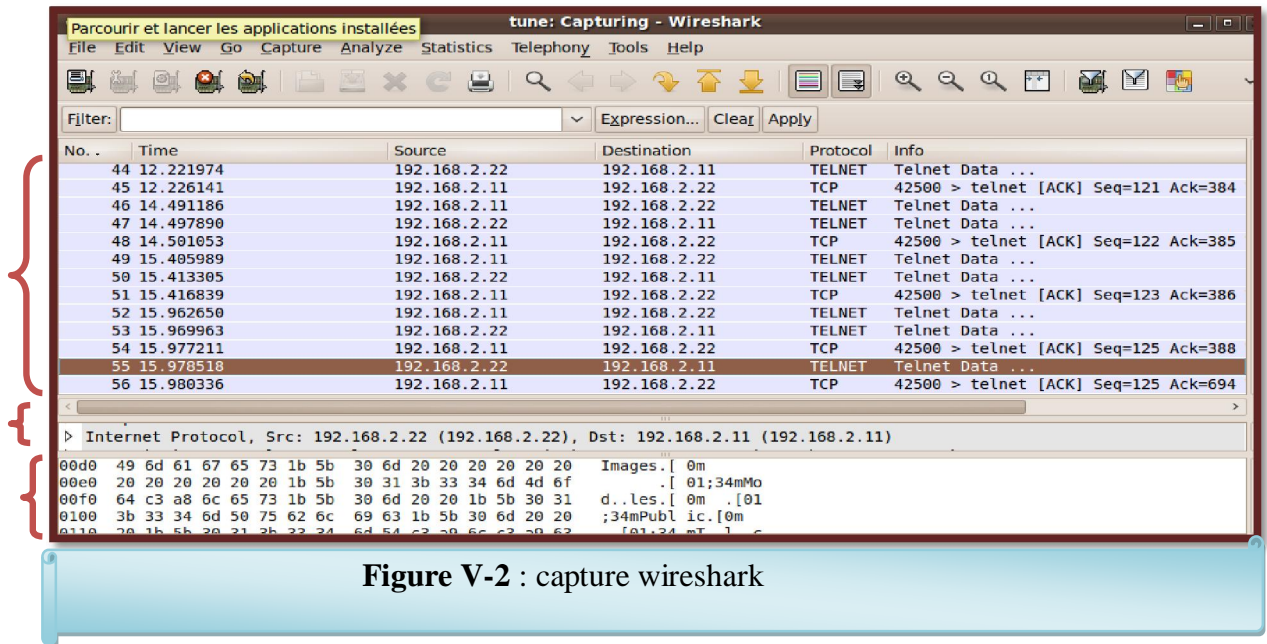 Parcourir et lancer les applications installées
tune: Capturing - Wireshark
File Edit View Go Capture Analyze Statistics Telephony Tools Help
Filter: Expression... Clear Apply
No. . Time Source Destination Protocol Info
44 12.221974 192.168.2.22 192.168.2.11 TELNET Telnet Data ...
45 12.226141 192.168.2.11 192.168.2.22 TCP 42500 > telnet [ACK] Seq=121 Ack=384
46 14.491186 192.168.2.11 192.168.2.22 TELNET Telnet Data ...
47 14.497890 192.168.2.22 192.168.2.11 TELNET Telnet Data ...
48 14.501053 192.168.2.11 192.168.2.22 TCP 42500 > telnet [ACK] Seq=122 Ack=385
49 15.405989 192.168.2.11 192.168.2.22 TELNET Telnet Data ...
50 15.413305 192.168.2.22 192.168.2.11 TELNET Telnet Data ...
51 15.416839 192.168.2.11 192.168.2.22 TCP 42500 > telnet [ACK] Seq=123 Ack=386
52 15.962650 192.168.2.11 192.168.2.22 TELNET Telnet Data ...
53 15.969963 192.168.2.22 192.168.2.11 TELNET Telnet Data ...
54 15.977211 192.168.2.11 192.168.2.22 TCP 42500 > telnet [ACK] Seq=125 Ack=388
55 15.978518 192.168.2.22 192.168.2.11 TELNET Telnet Data ...
56 15.980336 192.168.2.11 192.168.2.22 TCP 42500 > telnet [ACK] Seq=125 Ack=694
Internet Protocol, Src: 192.168.2.22 (192.168.2.22), Dst: 192.168.2.11 (192.168.2.11)
00d0 49 6d 61 67 65 73 1b 5b 30 6d 20 20 20 20 20 20 Images.[ 0m
00e0 20 20 20 20 20 20 1b 5b 30 31 3b 33 34 6d 4d 6f .[ 01;34mMo
00f0 64 c3 a8 6c 65 73 1b 5b 30 6d 20 20 1b 5b 30 31 d..les.[ 0m .[01
0100 3b 33 34 6d 50 75 62 6c 69 63 1b 5b 30 6d 20 20 ;34mPubl ic.[0m
0110 20 1b 5b 30 31 3b 33 34 6d 54 c3 a9 6c c3 a9 63
Figure V-2 : capture wireshark